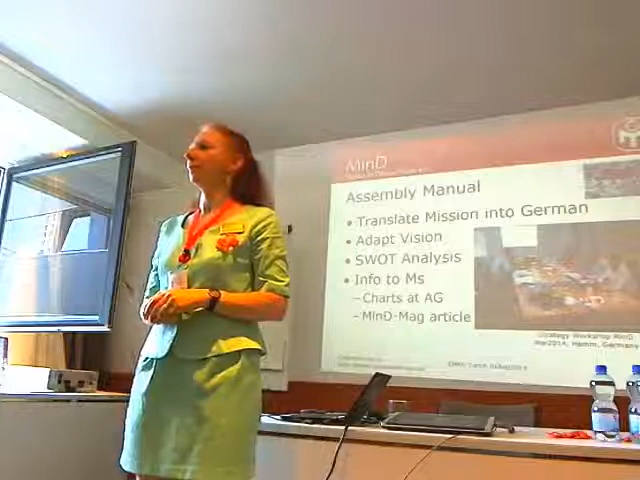 MinD
Assembly Manual
• Translate Mission into German
• Adapt Vision
• SWOT Analysis
• Info to Ms
– Charts at AG
– MinD-Mag article
Strategy Workshop MinD
Hamm, Germany